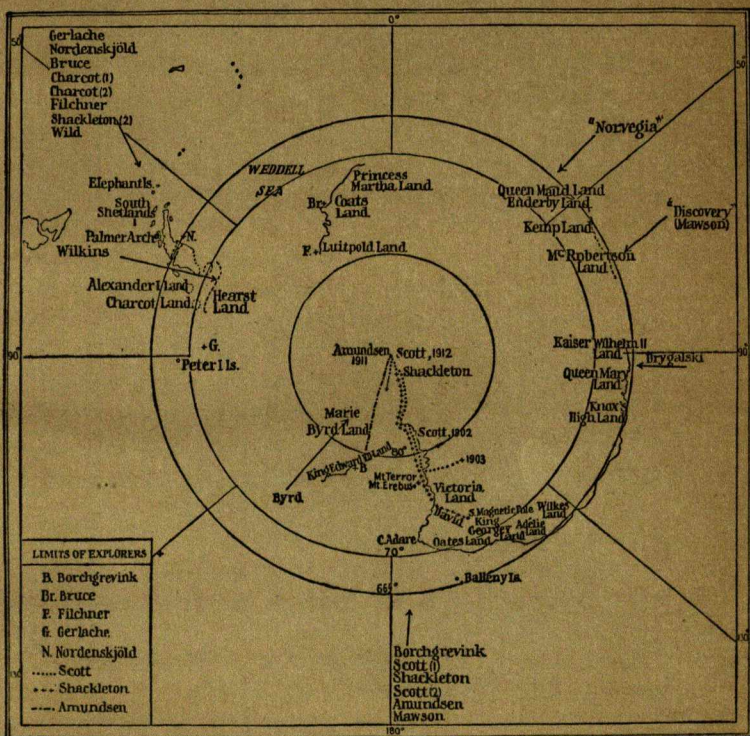 0°
50°
Gerlache
Nordenskjöld
Bruce
Charcot (1)
Charcot (2)
Filchner
Shackleton (2)
Wild
50°
"Norvegia"
WEDDELL
SEA
Princess
Martha Land
Elephant Is.
Br.
Coats
Land
Queen Maud Land
Enderby Land
South
Shetlands
"Discovery"
(Mawson)
Kemp Land
Palmer Arch.
N.
Wilkins
F.
Luitpold Land
Mc Robertson
Land
Alexander I Land
Charcot Land
Hearst
Land
G.
Peter I Is.
90°
Amundsen
1911
Scott, 1912
Shackleton
Kaiser Wilhelm II
Land
90°
Drygalski
Queen Mary
Land
Knox's
High Land
Marie
Byrd Land
Scott, 1902
King Edward VII Land
B
80°
1903
Byrd
Mt Terror
Mt. Erebus
Victoria
Land
David
S. Magnetic Pole
Wilkes
Land
King
George V
Land
Adélie
Land
C. Adare
Oates Land
70°
66½°
Balleny Is.
LIMITS OF EXPLORERS
B. Borchgrevink
Br. Bruce
F. Filchner
G. Gerlache
N. Nordenskjöld
Scott
Shackleton
Amundsen
Borchgrevink
Scott (1)
Shackleton
Scott (2)
Amundsen
Mawson
180°